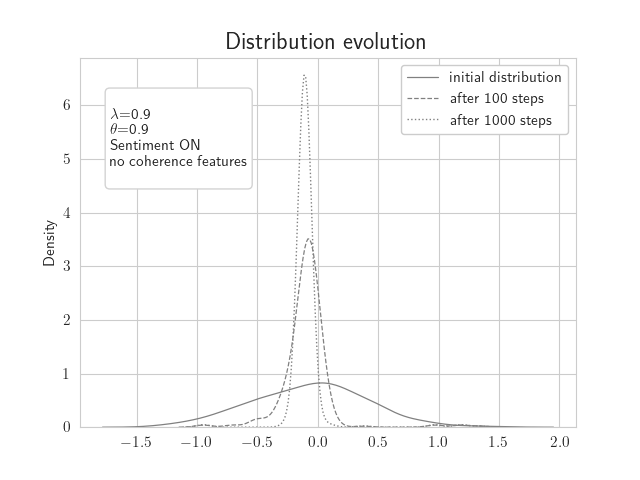 Distribution evolution
λ=0.9
θ=0.9
Sentiment ON
no coherence features
initial distribution
after 100 steps
after 1000 steps
Density
6
5
4
3
2
1
0
−1.5 −1.0 −0.5 0.0 0.5 1.0 1.5 2.0